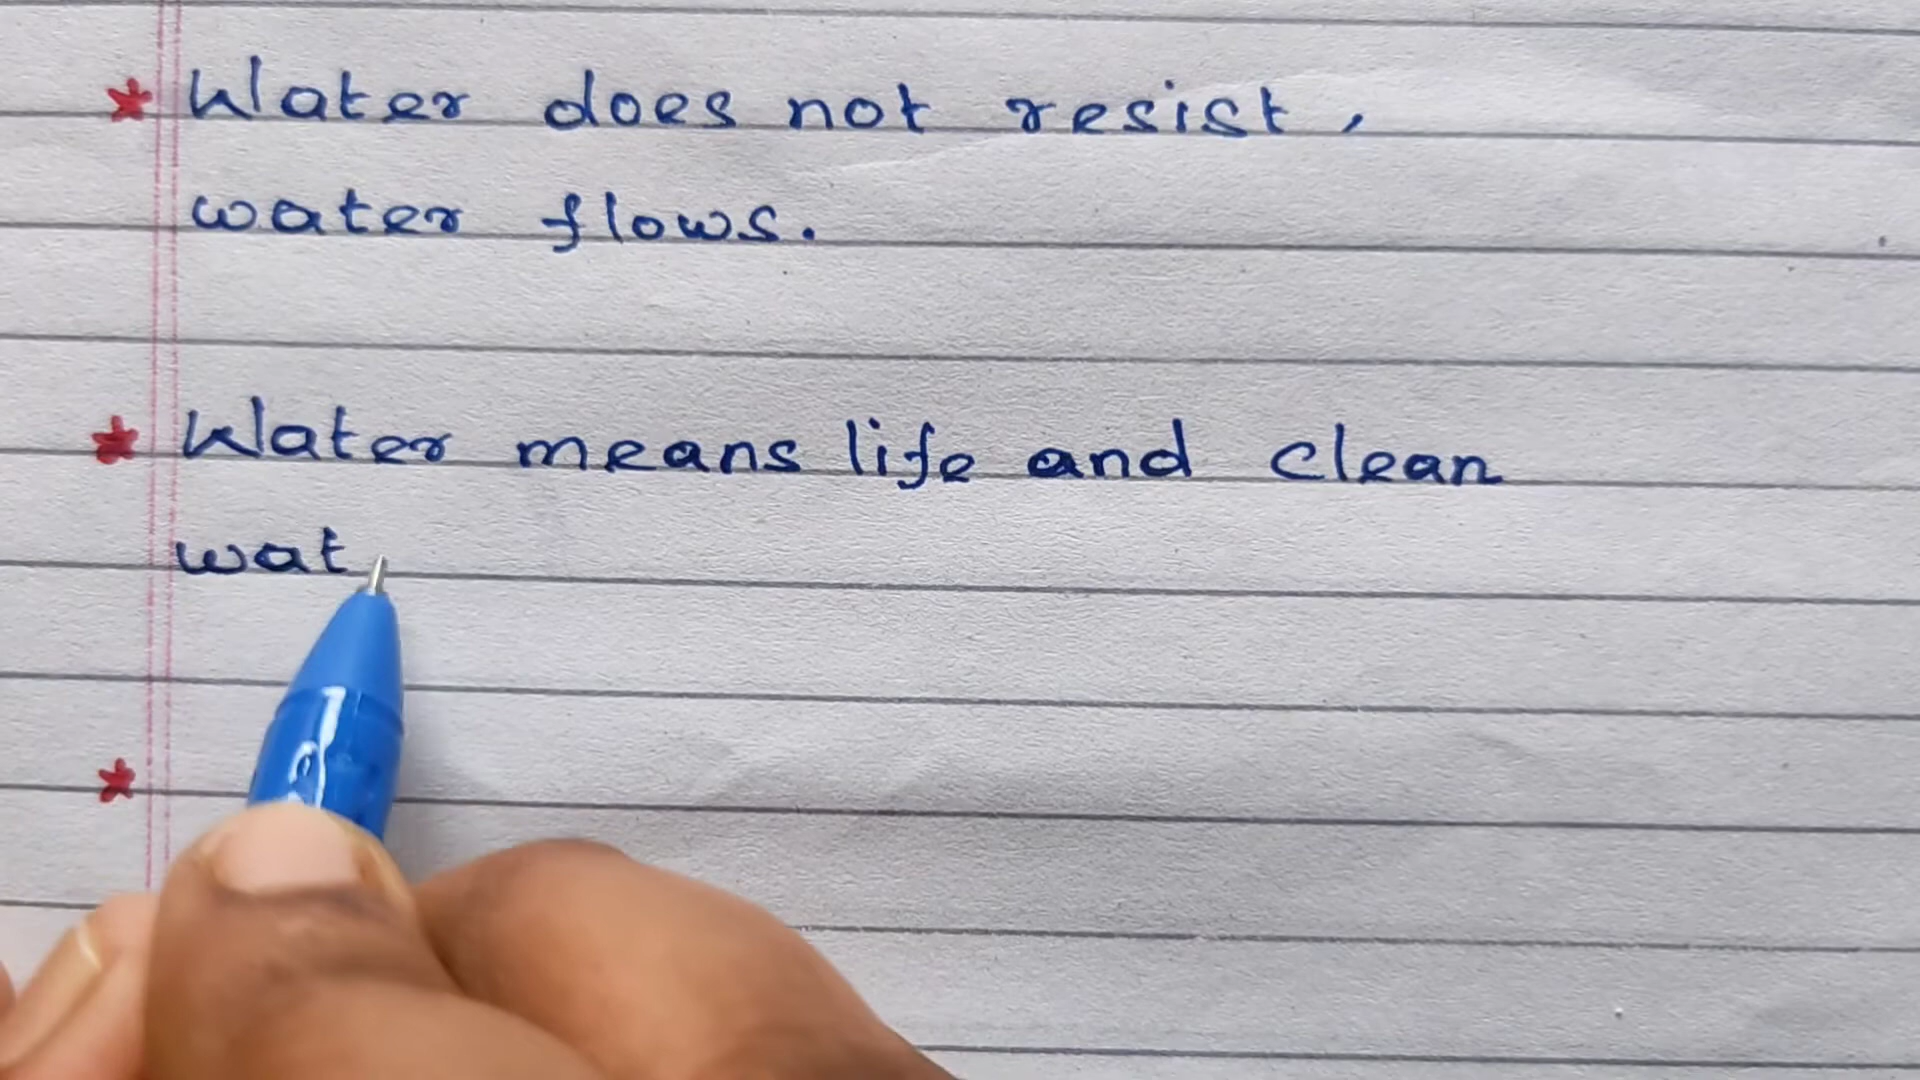 * Water does not resist,
water flows.
* Water means life and clean
wat
*